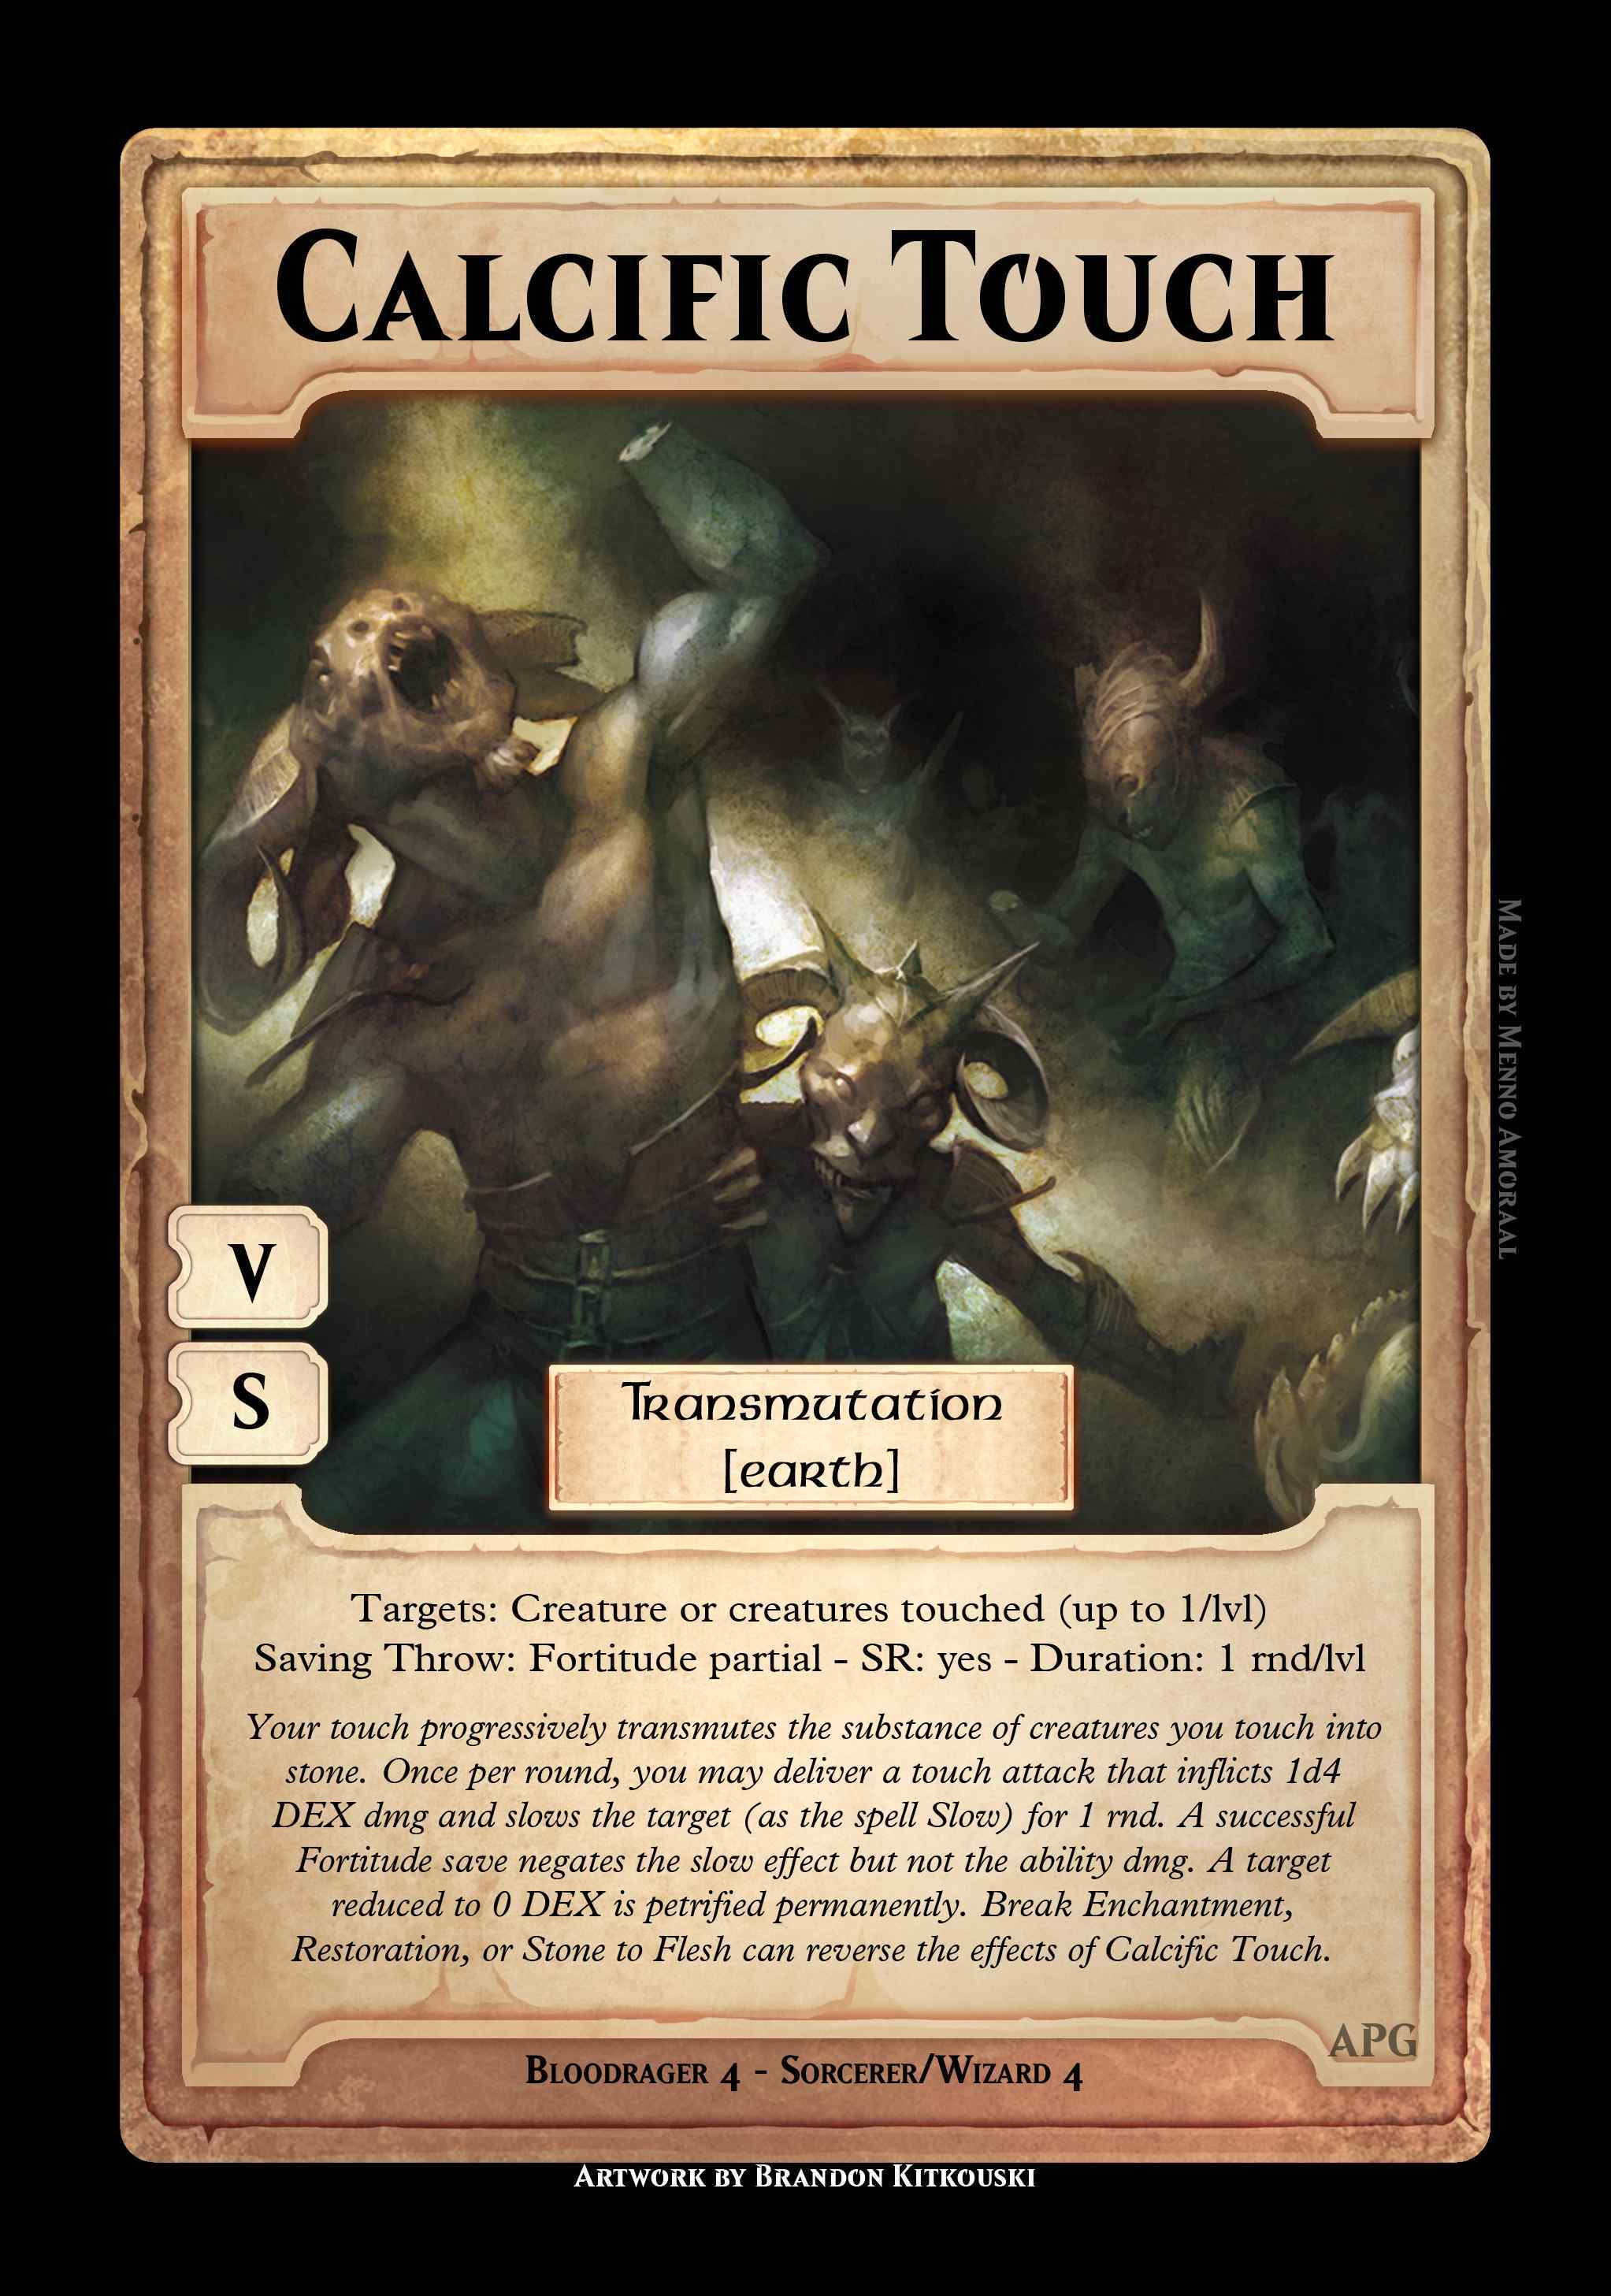 Calcific Touch
V
S
Transmutation
[earth]
Targets: Creature or creatures touched (up to 1/lvl)
Saving Throw: Fortitude partial - SR: yes - Duration: 1 rnd/lvl
Your touch progressively transmutes the substance of creatures you touch into
stone. Once per round, you may deliver a touch attack that inflicts 1d4
DEX dmg and slows the target (as the spell Slow) for 1 rnd. A successful
Fortitude save negates the slow effect but not the ability dmg. A target
reduced to 0 DEX is petrified permanently. Break Enchantment,
Restoration, or Stone to Flesh can reverse the effects of Calcific Touch.
APG
Bloodrager 4 - Sorcerer/Wizard 4
Artwork by Brandon Kitkouski
Made by Menno Amoraal